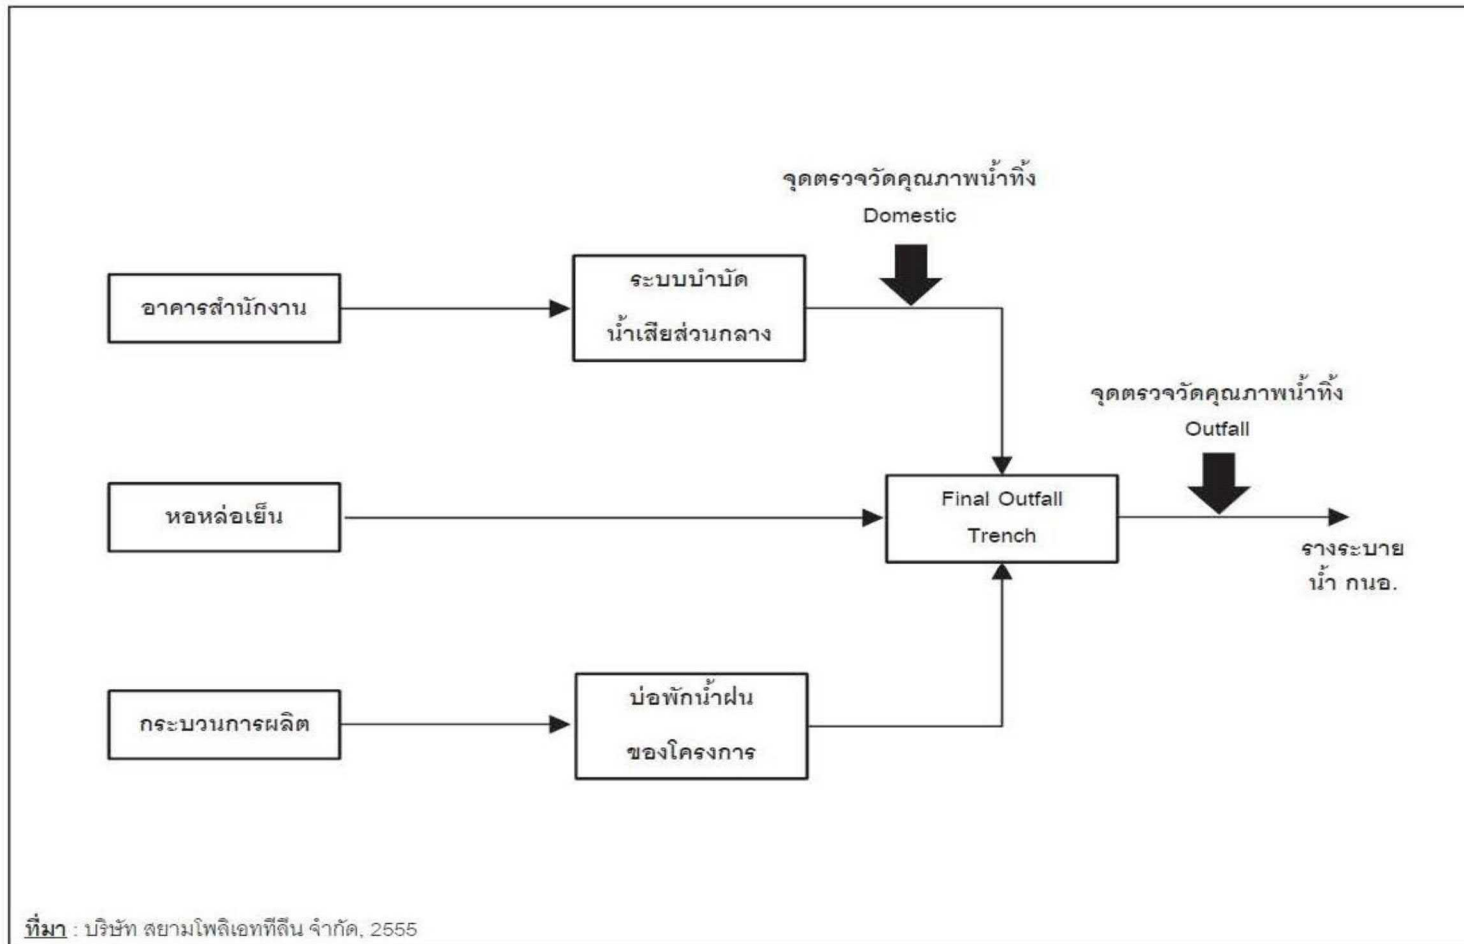 จุดตรวจวัดคุณภาพน้ำทิ้ง
Domestic
อาคารสำนักงาน
ระบบบำบัด
น้ำเสียส่วนกลาง
จุดตรวจวัดคุณภาพน้ำทิ้ง
Outfall
หอหล่อเย็น
Final Outfall
Trench
รางระบาย
น้ำ กนอ.
กระบวนการผลิต
บ่อพักน้ำฝน
ของโครงการ
ที่มา : บริษัท สยามโพลิเอททีลีน จำกัด, 2555